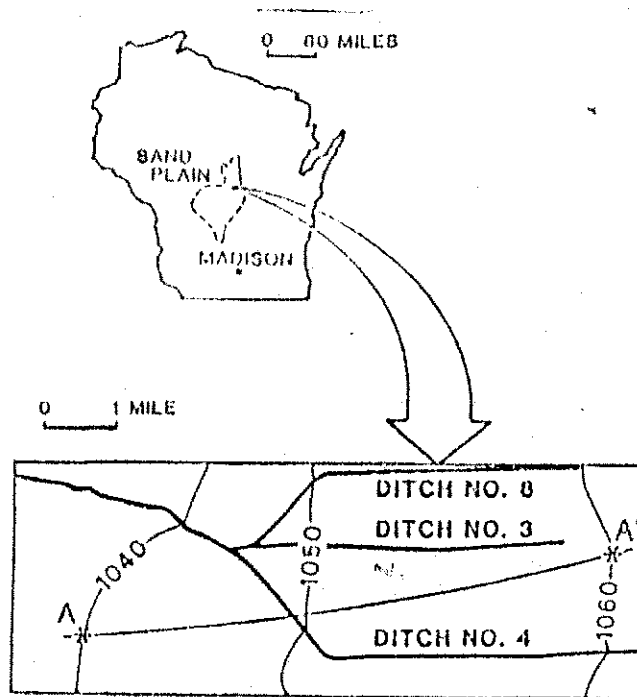 0 60 MILES
SAND
PLAIN
MADISON
0 1 MILE
DITCH NO. 8
DITCH NO. 3
1040
1050
1060
A
A'
DITCH NO. 4